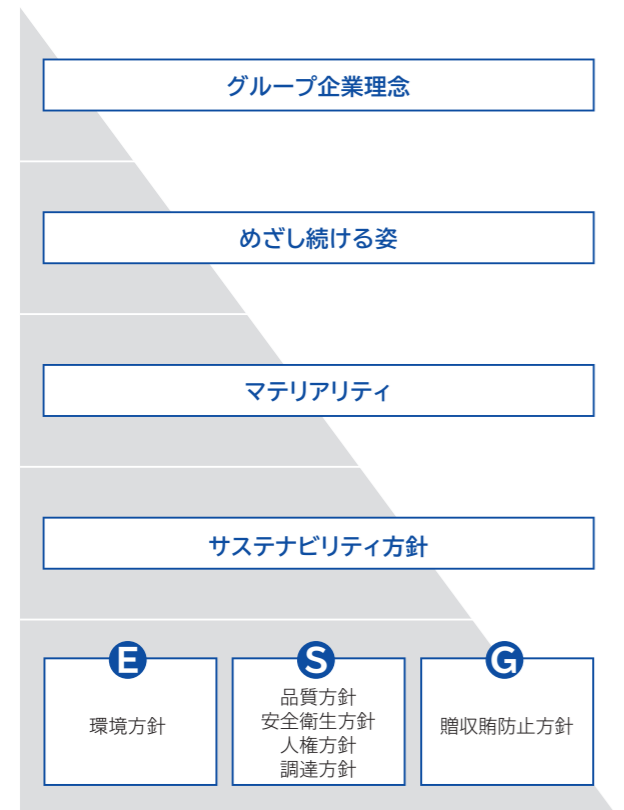 グループ企業理念
めざし続ける姿
マテリアリティ
サステナビリティ方針
E
環境方針
S
品質方針
安全衛生方針
人権方針
調達方針
G
贈収賄防止方針